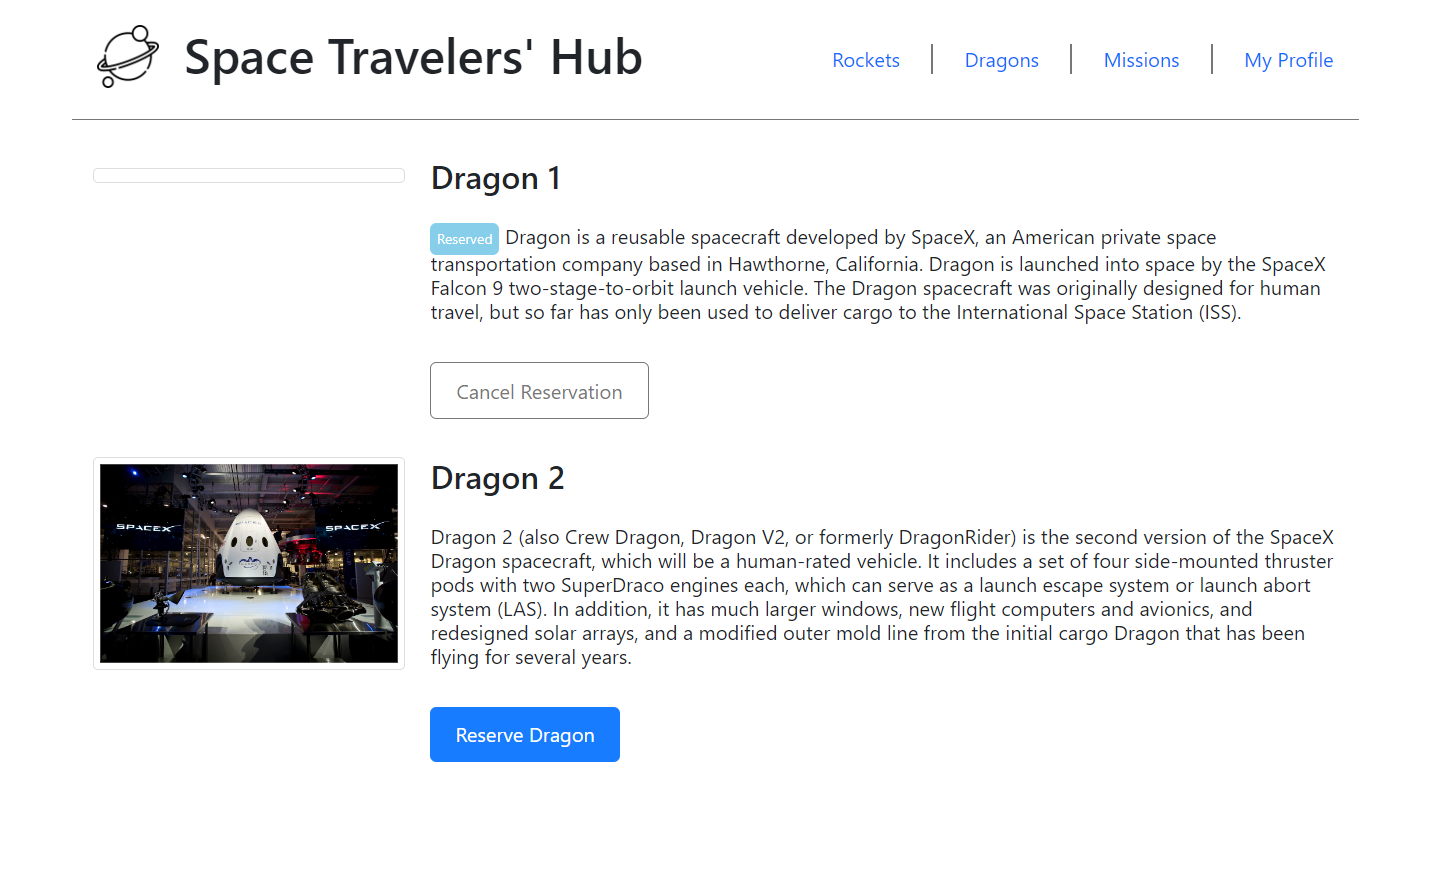 Space Travelers' Hub
Rockets
Dragons
Missions
My Profile
Dragon 1
Reserved Dragon is a reusable spacecraft developed by SpaceX, an American private space
transportation company based in Hawthorne, California. Dragon is launched into space by the SpaceX
Falcon 9 two-stage-to-orbit launch vehicle. The Dragon spacecraft was originally designed for human
travel, but so far has only been used to deliver cargo to the International Space Station (ISS).
Cancel Reservation
SPACEX
SPACEX
SPACEX
Dragon 2
Dragon 2 (also Crew Dragon, Dragon V2, or formerly DragonRider) is the second version of the SpaceX
Dragon spacecraft, which will be a human-rated vehicle. It includes a set of four side-mounted thruster
pods with two SuperDraco engines each, which can serve as a launch escape system or launch abort
system (LAS). In addition, it has much larger windows, new flight computers and avionics, and
redesigned solar arrays, and a modified outer mold line from the initial cargo Dragon that has been
flying for several years.
Reserve Dragon